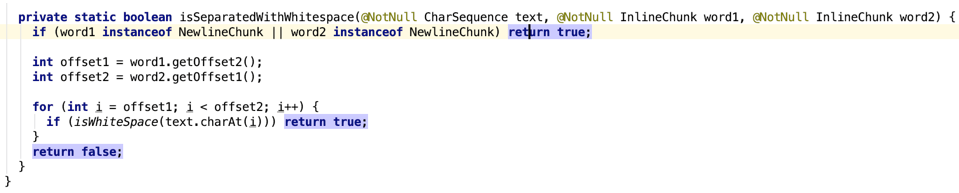 private static boolean isSeparatedWithWhitespace(@NotNull CharSequence text, @NotNull InlineChunk word1, @NotNull InlineChunk word2) {
if (word1 instanceof NewlineChunk || word2 instanceof NewlineChunk) return true;
int offset1 = word1.getOffset2();
int offset2 = word2.getOffset1();
for (int i = offset1; i < offset2; i++) {
if (isWhiteSpace(text.charAt(i))) return true;
}
return false;
}
}